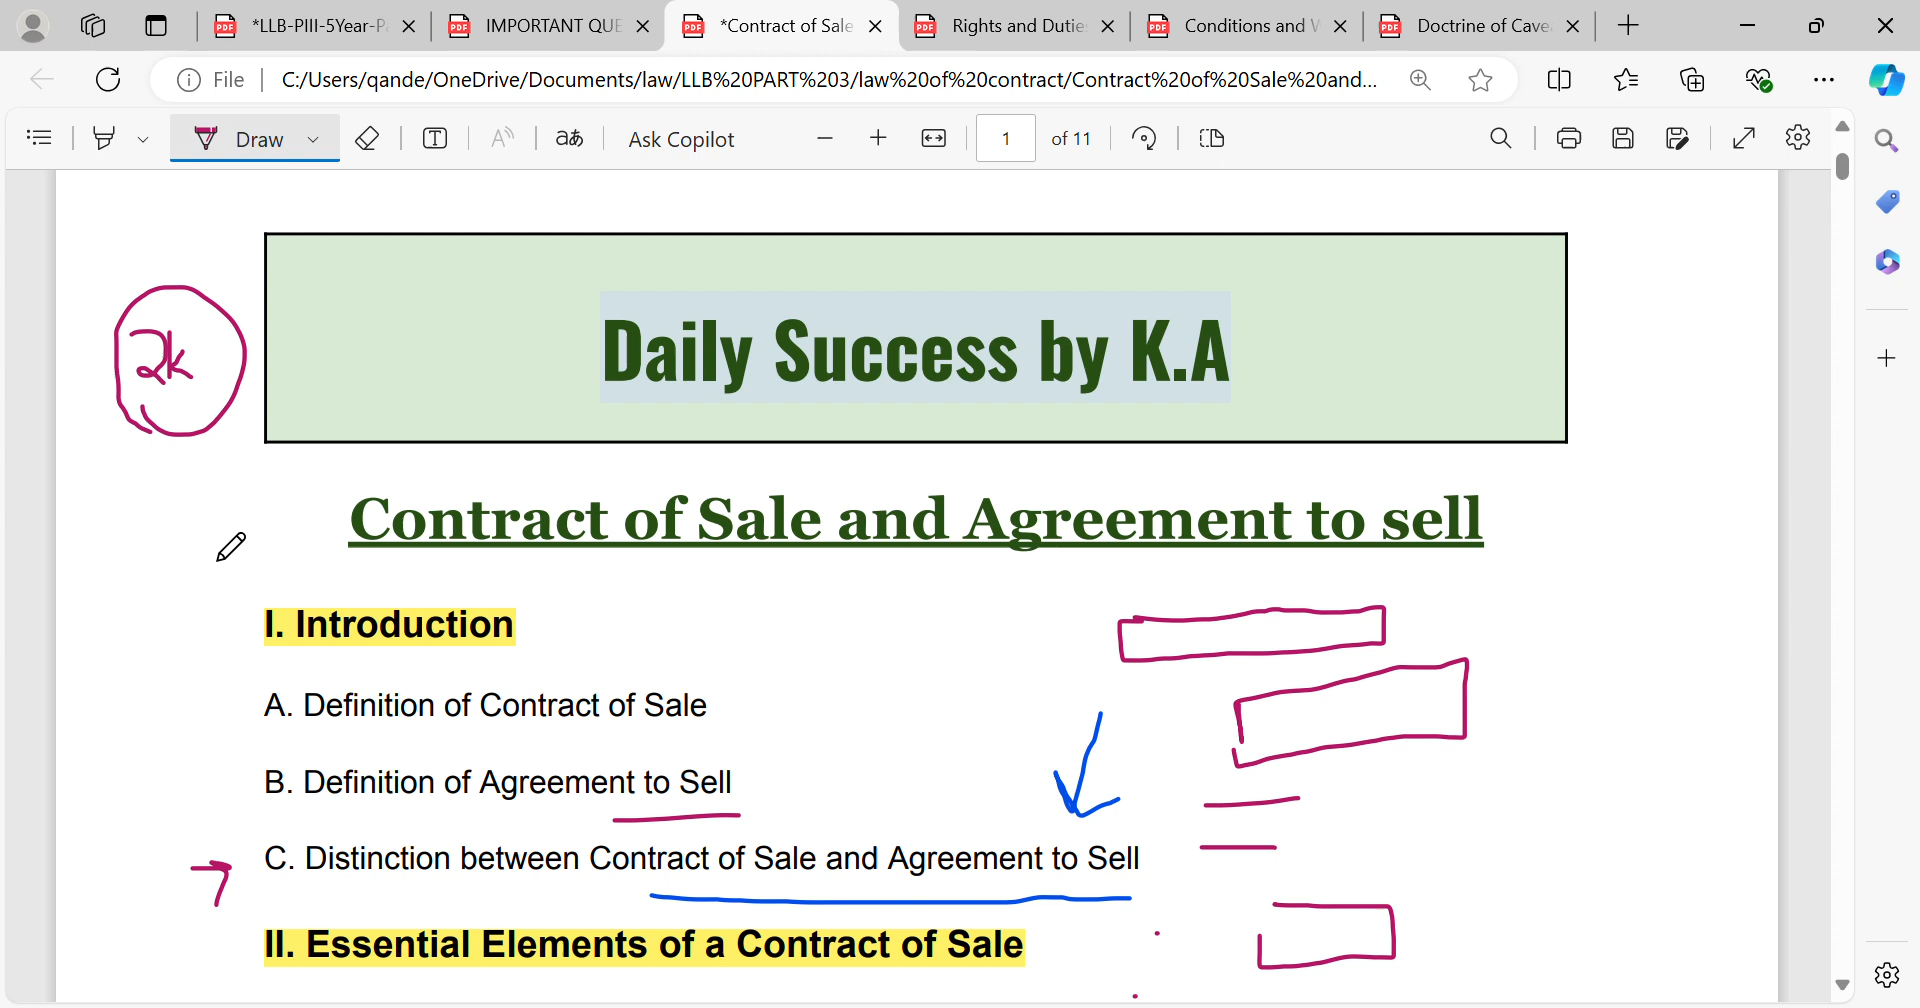 *LLB-PIII-5Year-P
IMPORTANT QUE
*Contract of Sale
Rights and Dutie
Conditions and W
Doctrine of Cave
File
C:/Users/qande/OneDrive/Documents/law/LLB%20PART%203/law%20of%20contract/Contract%20of%20Sale%20and...
Draw
aあ
Ask Copilot
1 of 11
2k
Daily Success by K.A
Contract of Sale and Agreement to sell
I. Introduction
A. Definition of Contract of Sale
B. Definition of Agreement to Sell
C. Distinction between Contract of Sale and Agreement to Sell
II. Essential Elements of a Contract of Sale